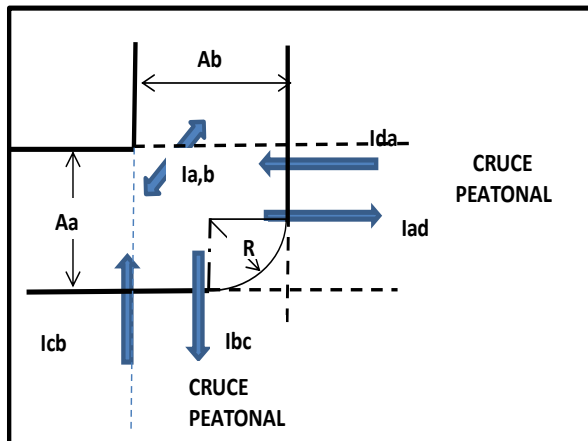 Ab
Ida
CRUCE
PEATONAL
Ia,b
Aa
Iad
R
Icb
Ibc
CRUCE
PEATONAL